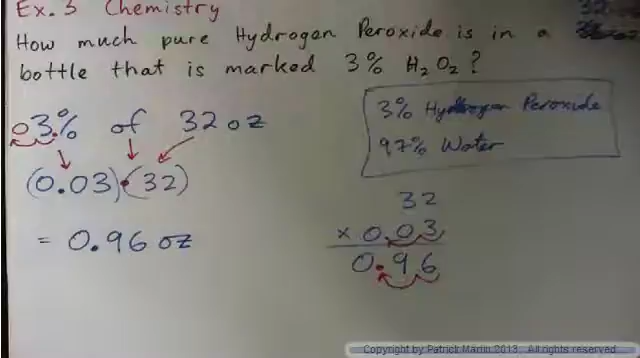 Ex. 3 Chemistry
How much pure Hydrogen Peroxide is in a 32
bottle that is marked 3% H₂O₂?
03.% of 32 oz
(0.03)·(32)
= 0.96 oz
3% Hydrogen Peroxide
97% Water
32
x 0.03
0.96
Copyright by Patrick Martin 2013. All rights reserved.